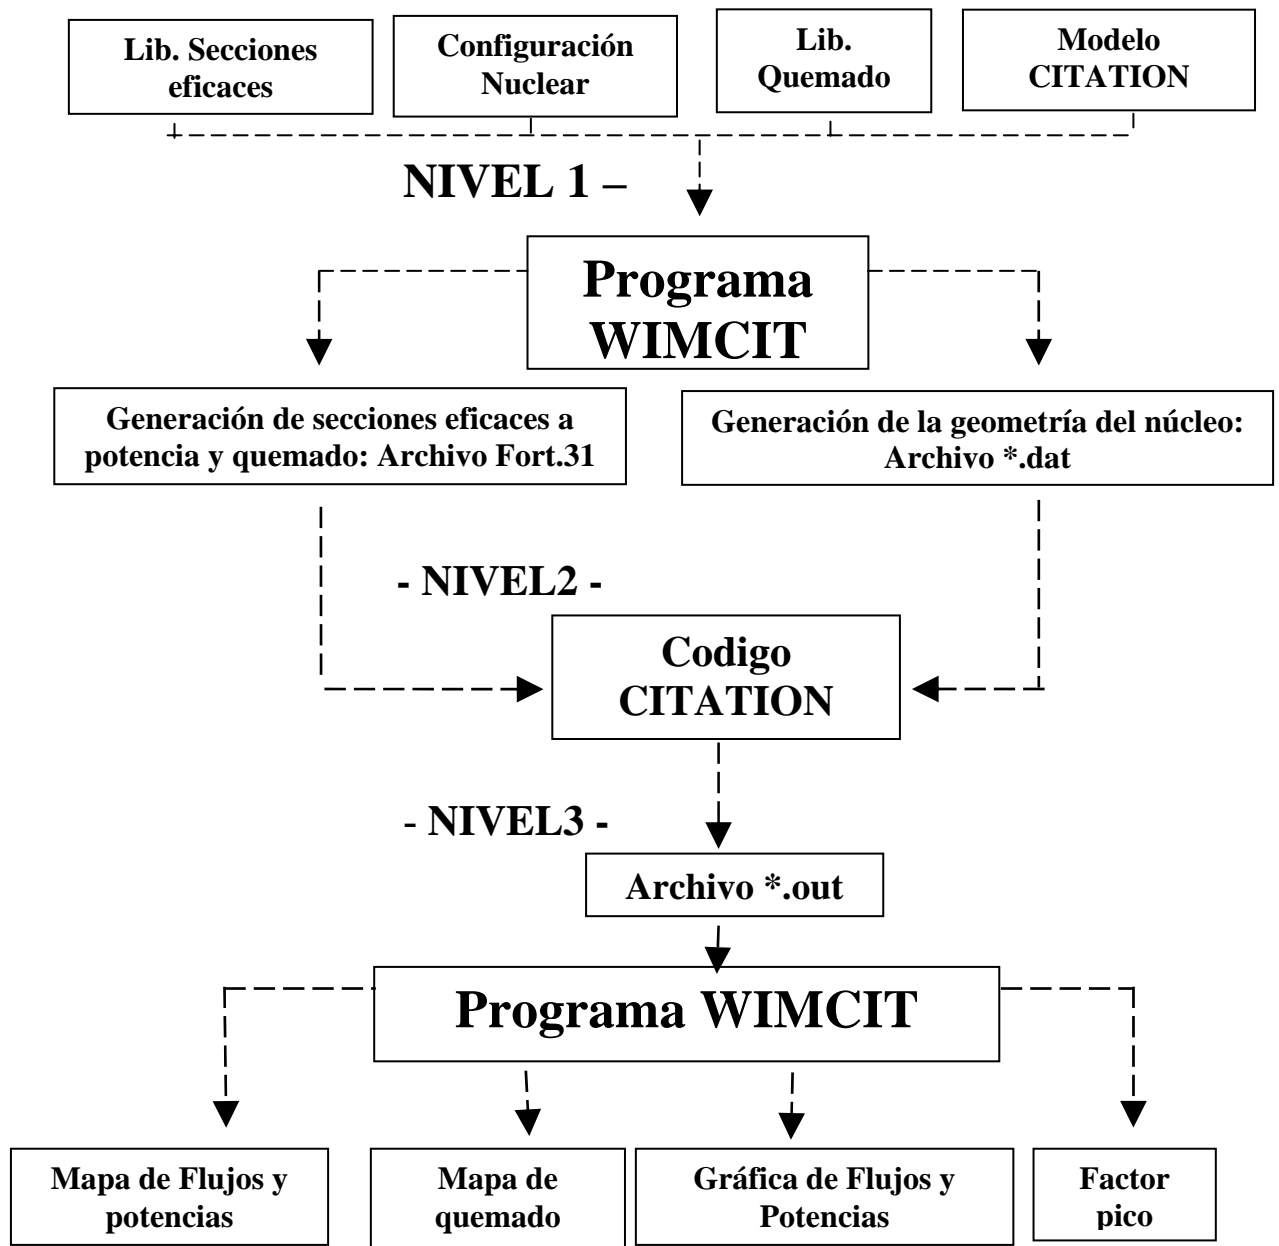 Lib. Secciones
eficaces
Configuración
Nuclear
Lib.
Quemado
Modelo
CITATION
NIVEL 1 –
Programa
WIMCIT
Generación de secciones eficaces a
potencia y quemado: Archivo Fort.31
Generación de la geometría del núcleo:
Archivo *.dat
- NIVEL2 -
Codigo
CITATION
- NIVEL3 -
Archivo *.out
Programa WIMCIT
Mapa de Flujos y
potencias
Mapa de
quemado
Gráfica de Flujos y
Potencias
Factor
pico